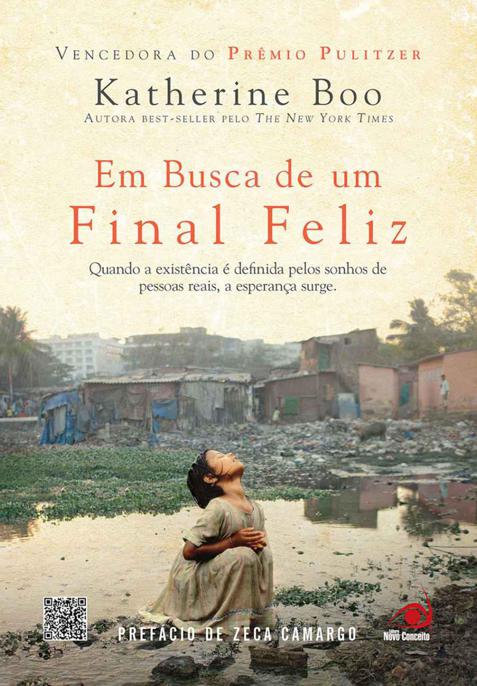 VENCEDORA DO PRÊMIO PULITZER
Katherine Boo
AUTORA BEST-SELLER PELO THE NEW YORK TIMES
Em Busca de um
Final Feliz
Quando a existência é definida pelos sonhos de
pessoas reais, a esperança surge.
PREFÁCIO DE ZECA CAMARGO
Novo Conceito